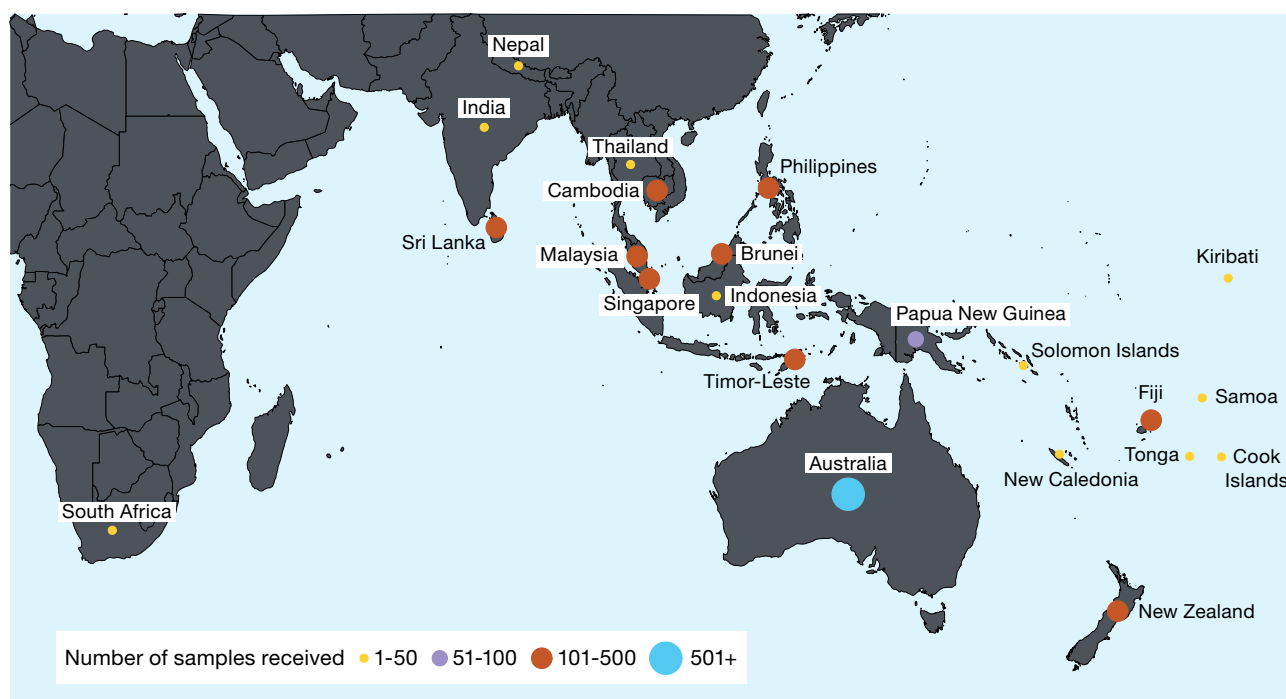 Nepal
India
Thailand
Philippines
Cambodia
Sri Lanka
Malaysia
Brunei
Kiribati
Singapore
Indonesia
Papua New Guinea
Solomon Islands
Timor-Leste
Fiji
Samoa
Australia
Tonga
Cook
Islands
New Caledonia
South Africa
New Zealand
Number of samples received 1-50 51-100 101-500 501+